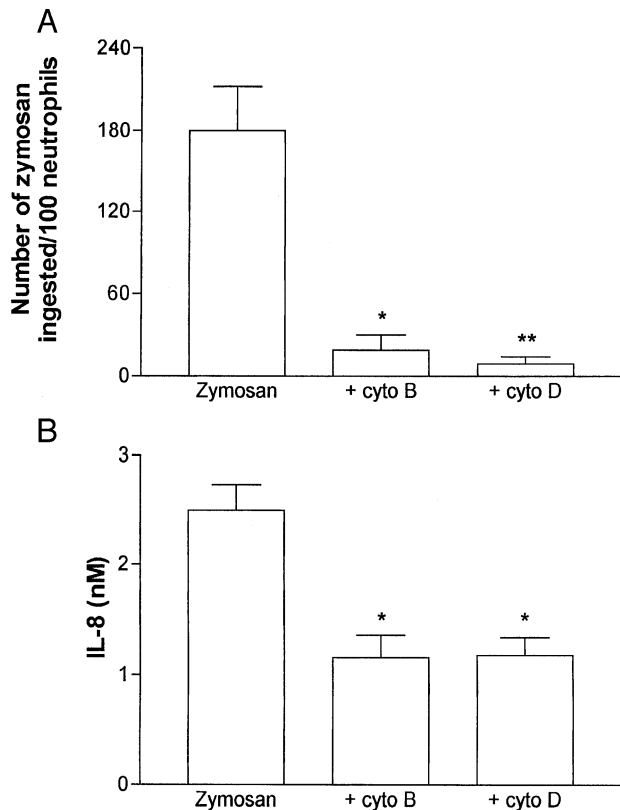 A
Number of zymosan
ingested/100 neutrophils
240
180
120
60
0
*
**
Zymosan
+ cyto B
+ cyto D
B
IL-8 (nM)
3
2
1
0
*
*
Zymosan
+ cyto B
+ cyto D